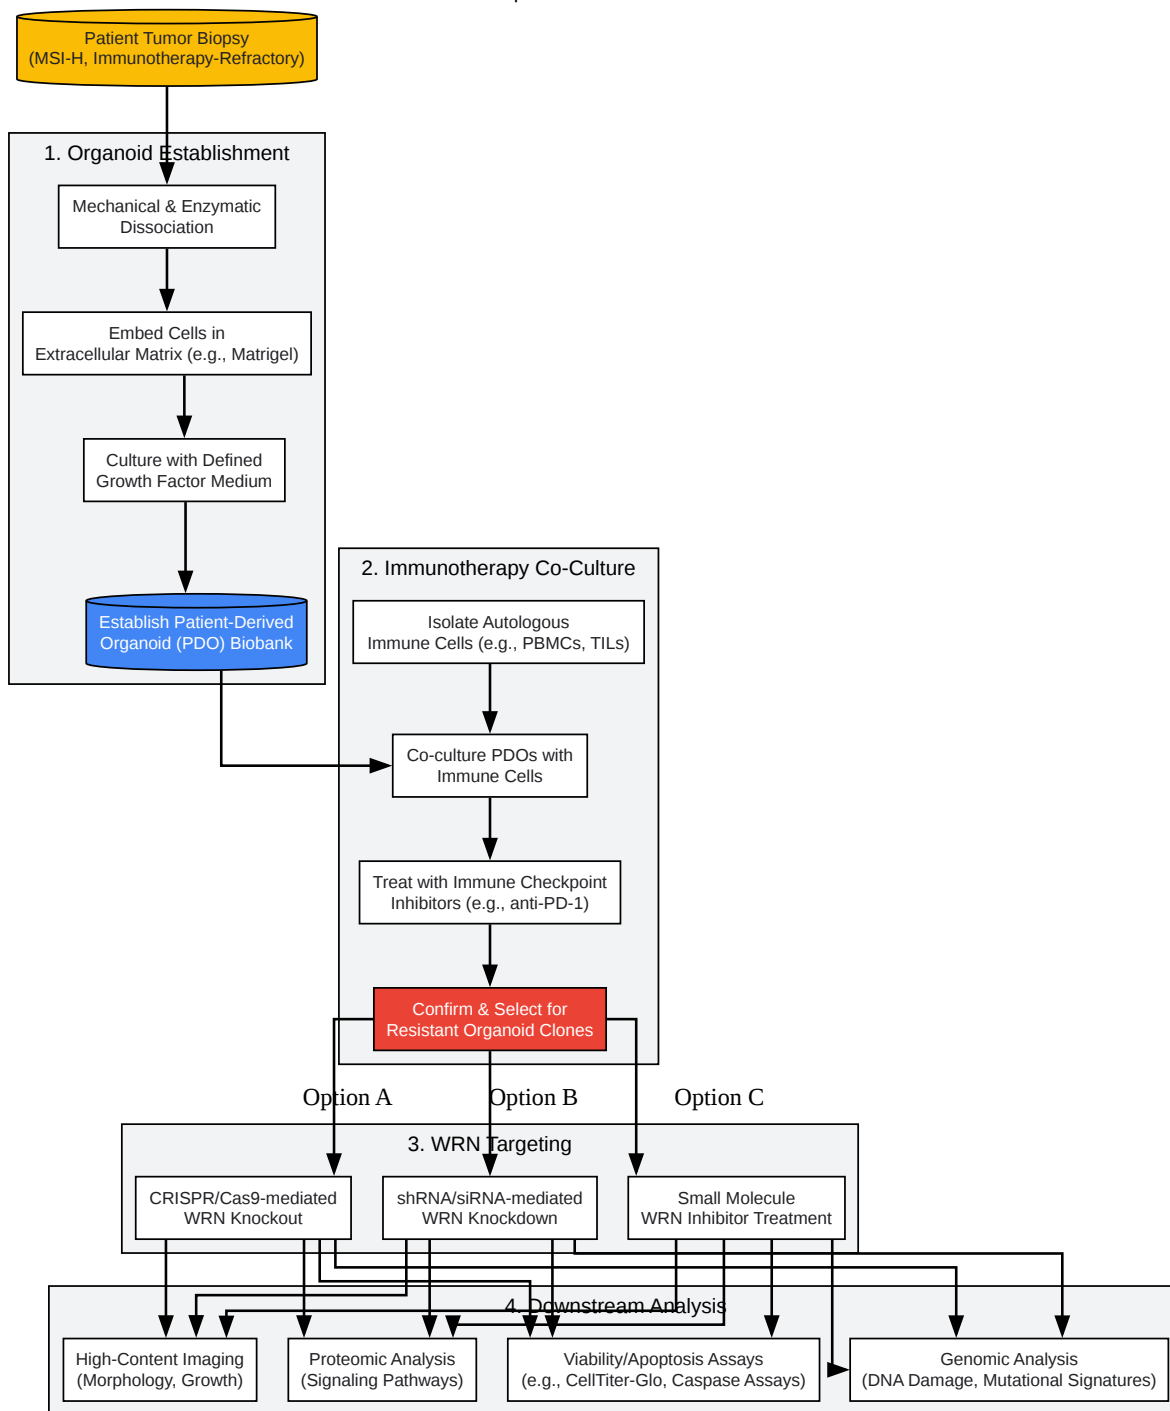 Patient Tumor Biopsy
(MSI-H, Immunotherapy-Refractory)
1. Organoid Establishment
Mechanical & Enzymatic
Dissociation
Embed Cells in
Extracellular Matrix (e.g., Matrigel)
Culture with Defined
Growth Factor Medium
Establish Patient-Derived
Organoid (PDO) Biobank
2. Immunotherapy Co-Culture
Isolate Autologous
Immune Cells (e.g., PBMCs, TILs)
Co-culture PDOs with
Immune Cells
Treat with Immune Checkpoint
Inhibitors (e.g., anti-PD-1)
Confirm & Select for
Resistant Organoid Clones
Option A
Option B
Option C
3. WRN Targeting
CRISPR/Cas9-mediated
WRN Knockout
shRNA/siRNA-mediated
WRN Knockdown
Small Molecule
WRN Inhibitor Treatment
4. Downstream Analysis
High-Content Imaging
(Morphology, Growth)
Proteomic Analysis
(Signaling Pathways)
Viability/Apoptosis Assays
(e.g., CellTiter-Glo, Caspase Assays)
Genomic Analysis
(DNA Damage, Mutational Signatures)